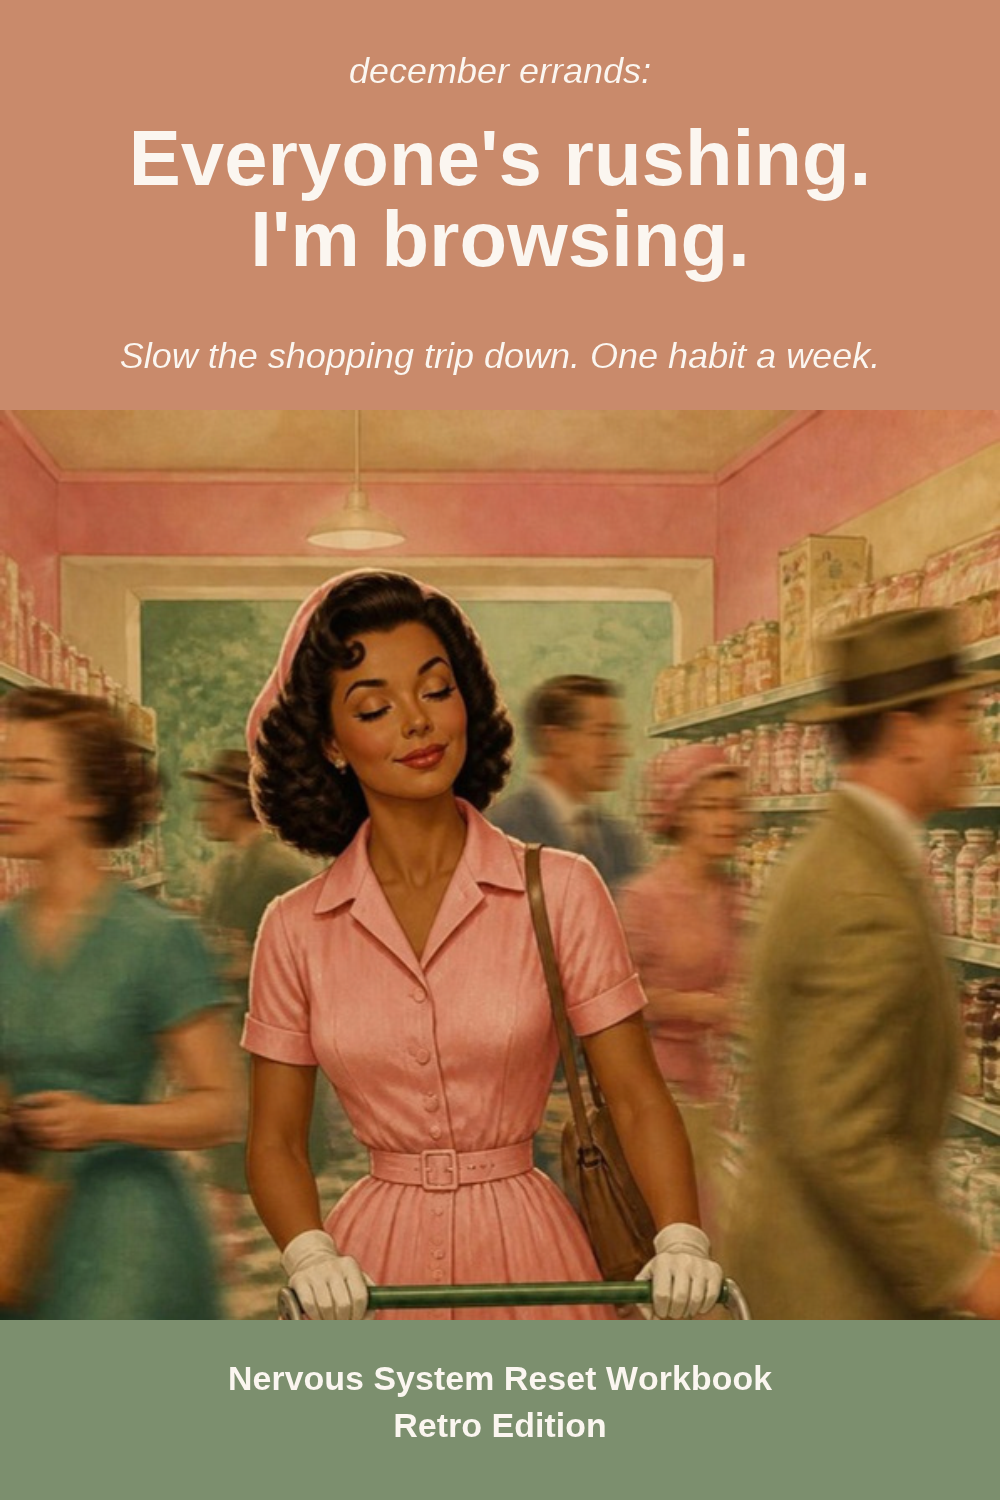 december errands:
Everyone's rushing.
I'm browsing.
Slow the shopping trip down. One habit a week.
Nervous System Reset Workbook
Retro Edition